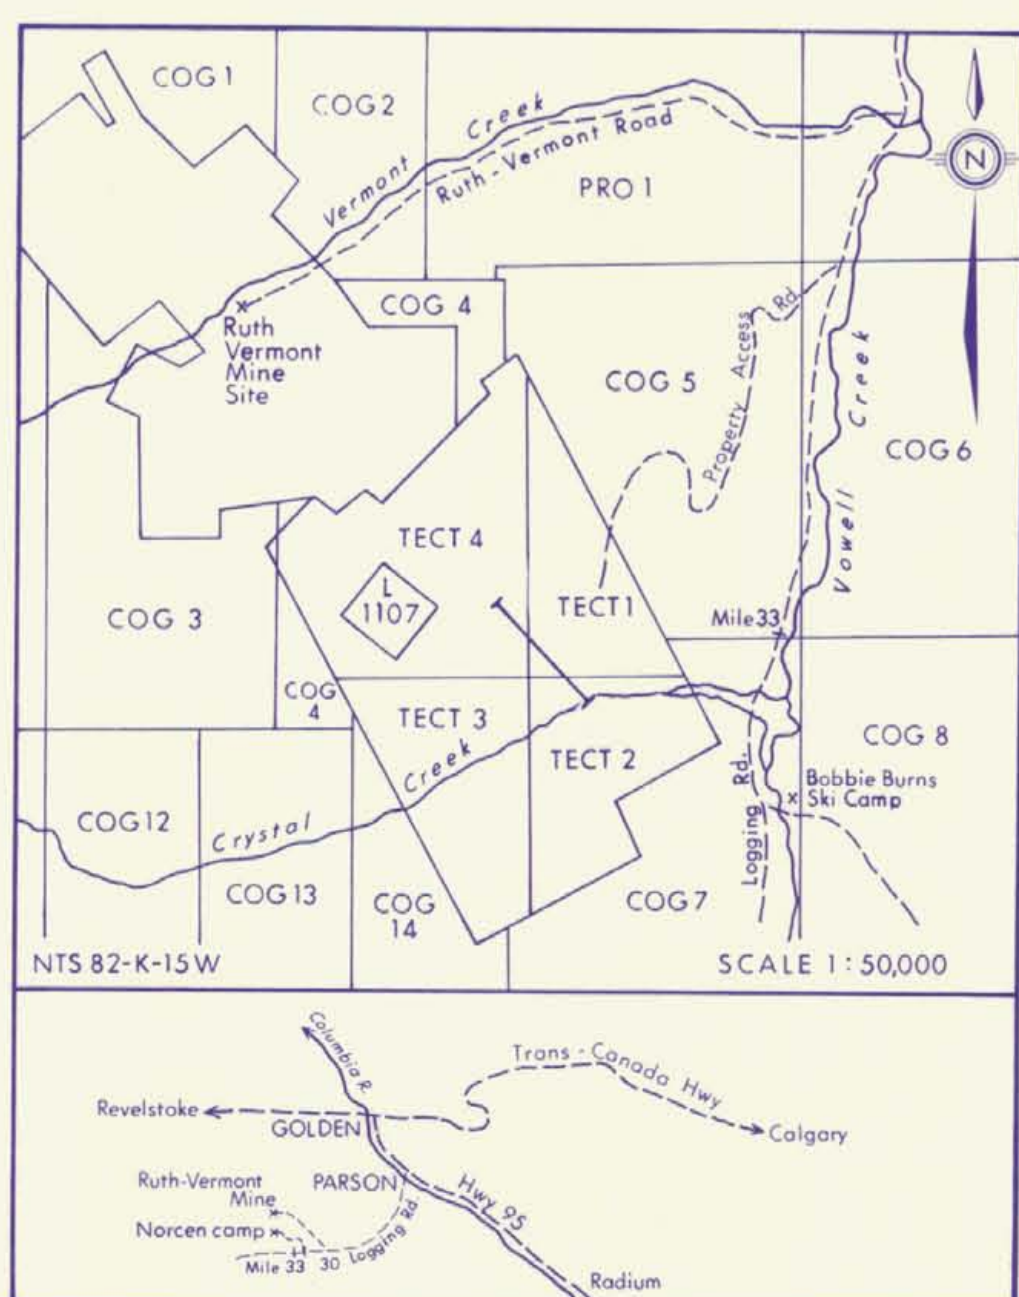 COG 1
COG 2
Vermont Creek
Ruth-Vermont Road
PRO 1
N
COG 4
Ruth
Vermont
Mine
Site
COG 5
Property Access Rd.
Vowell Creek
COG 6
TECT 4
L
1107
TECT 1
COG 3
Mile 33
COG
4
TECT 3
TECT 2
COG 8
Logging Rd.
Bobbie Burns
Ski Camp
COG 12
Crystal Creek
COG 13
COG
14
COG 7
NTS 82-K-15W
SCALE 1:50,000
Columbia R.
Trans-Canada Hwy
Revelstoke
GOLDEN
Calgary
Ruth-Vermont
Mine
PARSON
Hwy 95
Norcen camp
Logging Rd.
Mile 33 30
Radium